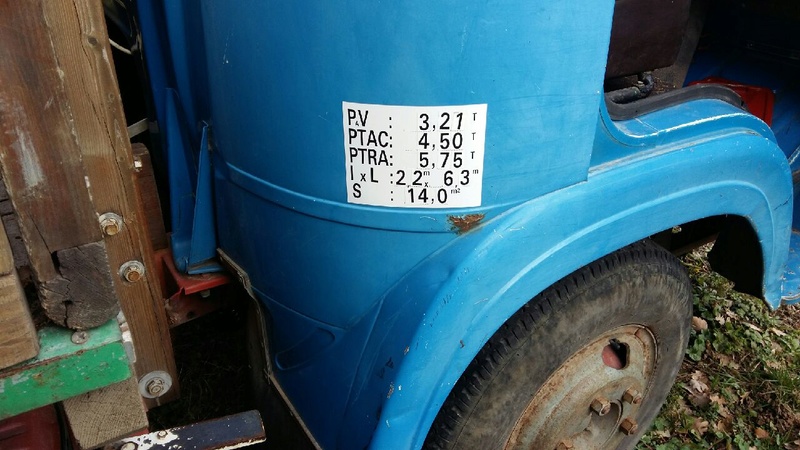 P.V : 3,21 T
PTAC: 4,50 T
PTRA: 5,75 T
l x L : 2,2 m x 6,3 m
S : 14,0 m2